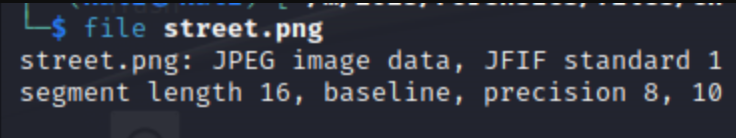 └─$ file street.png
street.png: JPEG image data, JFIF standard 1
segment length 16, baseline, precision 8, 10